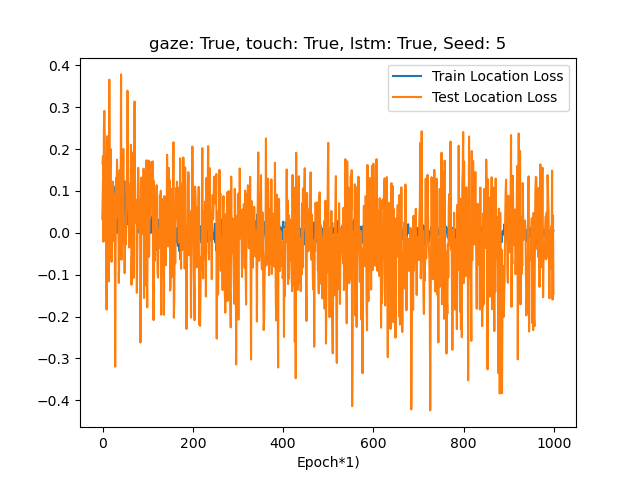 gaze: True, touch: True, lstm: True, Seed: 5
Train Location Loss
Test Location Loss
0.4
0.3
0.2
0.1
0.0
−0.1
−0.2
−0.3
−0.4
0 200 400 600 800 1000
Epoch*1)